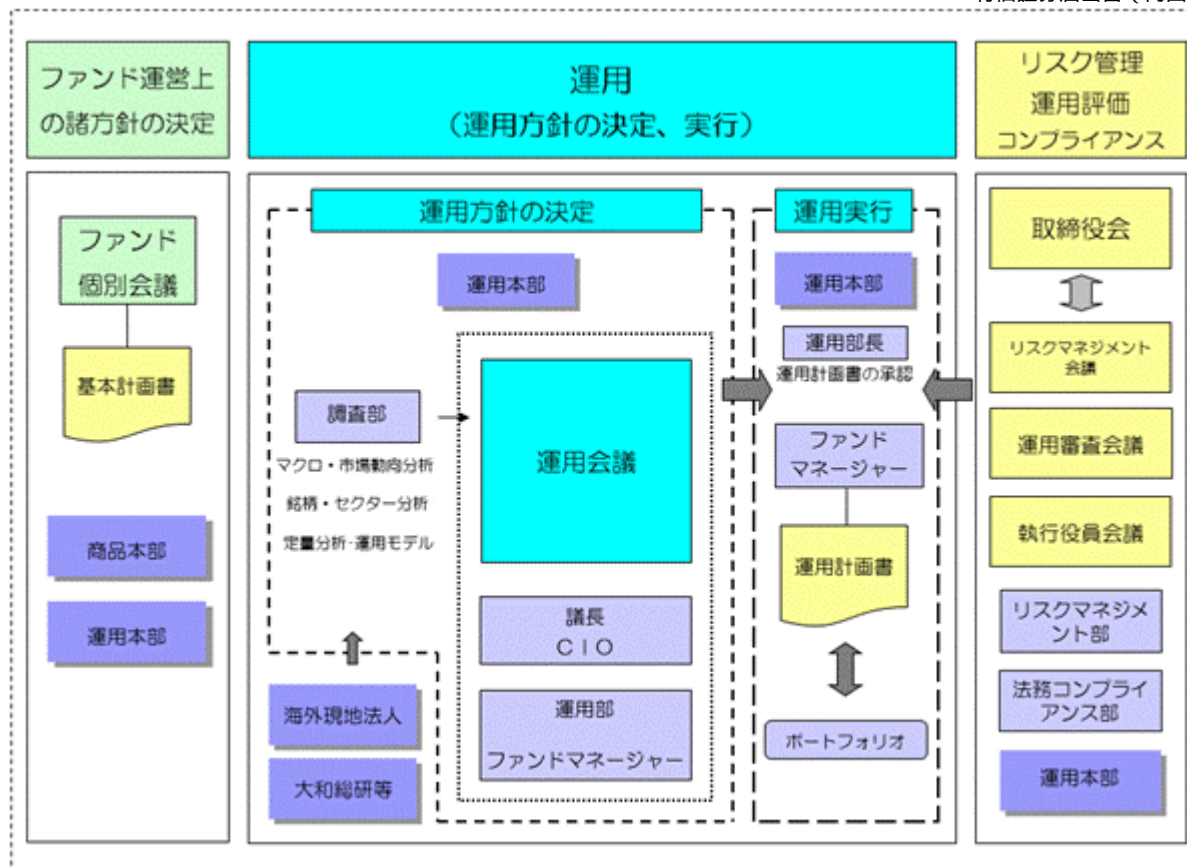 ファンド運営上
の諸方針の決定
運用
（運用方針の決定、実行）
リスク管理
運用評価
コンプライアンス
ファンド
個別会議
基本計画書
商品本部
運用本部
運用方針の決定
運用本部
調査部
マクロ・市場動向分析
銘柄・セクター分析
定量分析・運用モデル
運用会議
議長
CIO
運用部
ファンドマネージャー
海外現地法人
大和総研等
運用実行
運用本部
運用部長
運用計画書の承認
ファンド
マネージャー
運用計画書
ポートフォリオ
取締役会
リスクマネジメント
会議
運用審査会議
執行役員会議
リスクマネジメ
ント部
法務コンプライ
アンス部
運用本部